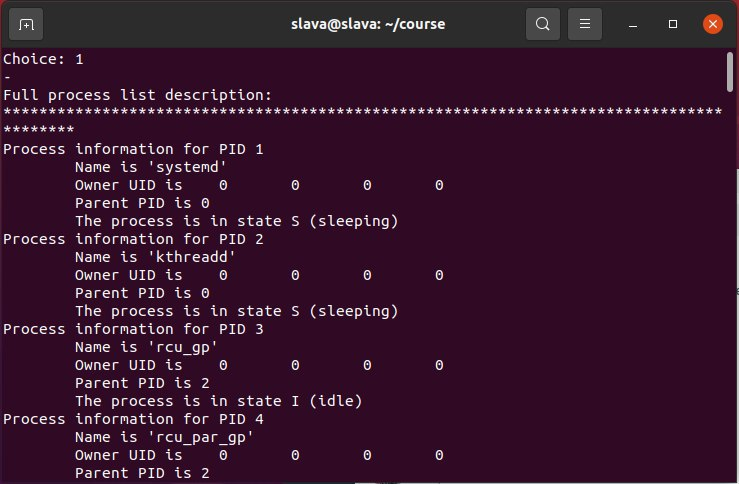 slava@slava: ~/course
Choice: 1
-
Full process list description:
********************************************************************************
********
Process information for PID 1
        Name is 'systemd'
        Owner UID is    0       0       0       0
        Parent PID is 0
        The process is in state S (sleeping)
Process information for PID 2
        Name is 'kthreadd'
        Owner UID is    0       0       0       0
        Parent PID is 0
        The process is in state S (sleeping)
Process information for PID 3
        Name is 'rcu_gp'
        Owner UID is    0       0       0       0
        Parent PID is 2
        The process is in state I (idle)
Process information for PID 4
        Name is 'rcu_par_gp'
        Owner UID is    0       0       0       0
        Parent PID is 2